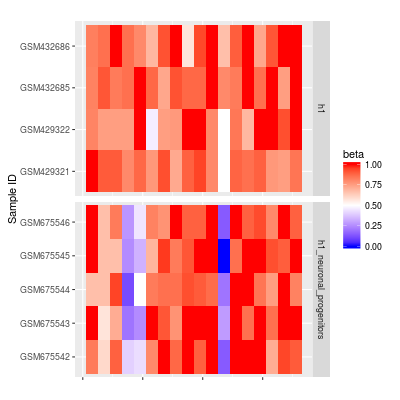 GSM432686
GSM432685
GSM429322
GSM429321
h1
Sample ID
GSM675546
GSM675545
GSM675544
GSM675543
GSM675542
h1_neuronal_progenitors
beta
1.00
0.75
0.50
0.25
0.00